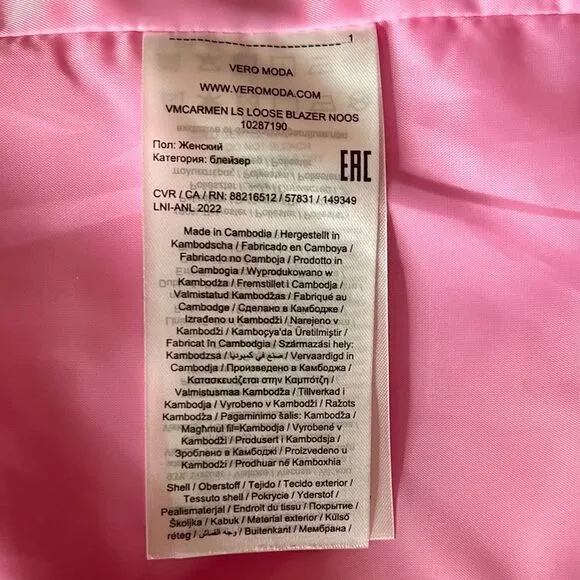 1
VERO MODA
WWW.VEROMODA.COM
VMCARMEN LS LOOSE BLAZER NOOS
10287190
Пол: Женский
Категория: блейзер
EAC
CVR / CA / RN: 88216512 / 57831 / 149349
LNI-ANL 2022
Made in Cambodia / Hergestellt in
Kambodscha / Fabricado en Camboya /
Fabricado no Camboja / Prodotto in
Cambogia / Wyprodukowano w
Kambodża / Fremstillet i Cambodja /
Valmistatud Kambodžas / Fabriqué au
Cambodge / Сделано в Камбодже /
Izrađeno u Kambodži / Narejeno v
Kambodži / Kamboçya'da Üretilmiştir /
Fabricat în Cambodgia / Származási hely:
Kambodzsa / صنع في كمبوديا / Vervaardigd in
Cambodja / Произведено в Камбоджа /
Κατασκευάζεται στην Καμπότζη /
Valmistusmaa Kambodža / Tillverkad i
Kambodja / Vyrobeno v Kambodži / Ražots
Kambodža / Pagaminimo šalis: Kambodža /
Magħmul fil=Kambodja / Vyrobené v
Kambodži / Produsert i Kambodsja /
Зроблено в Камбоджі / Proizvedeno u
Kambodži / Prodhuar në Kamboxhia
Shell / Oberstoff / Tejido / Tecido exterior /
Tessuto shell / Pokrycie / Yderstof /
Pealismaterjal / Endroit du tissu / Покрытие /
Školjka / Kabuk / Material exterior / Külső
réteg / وجه القماش / Buitenkant / Мембрана /